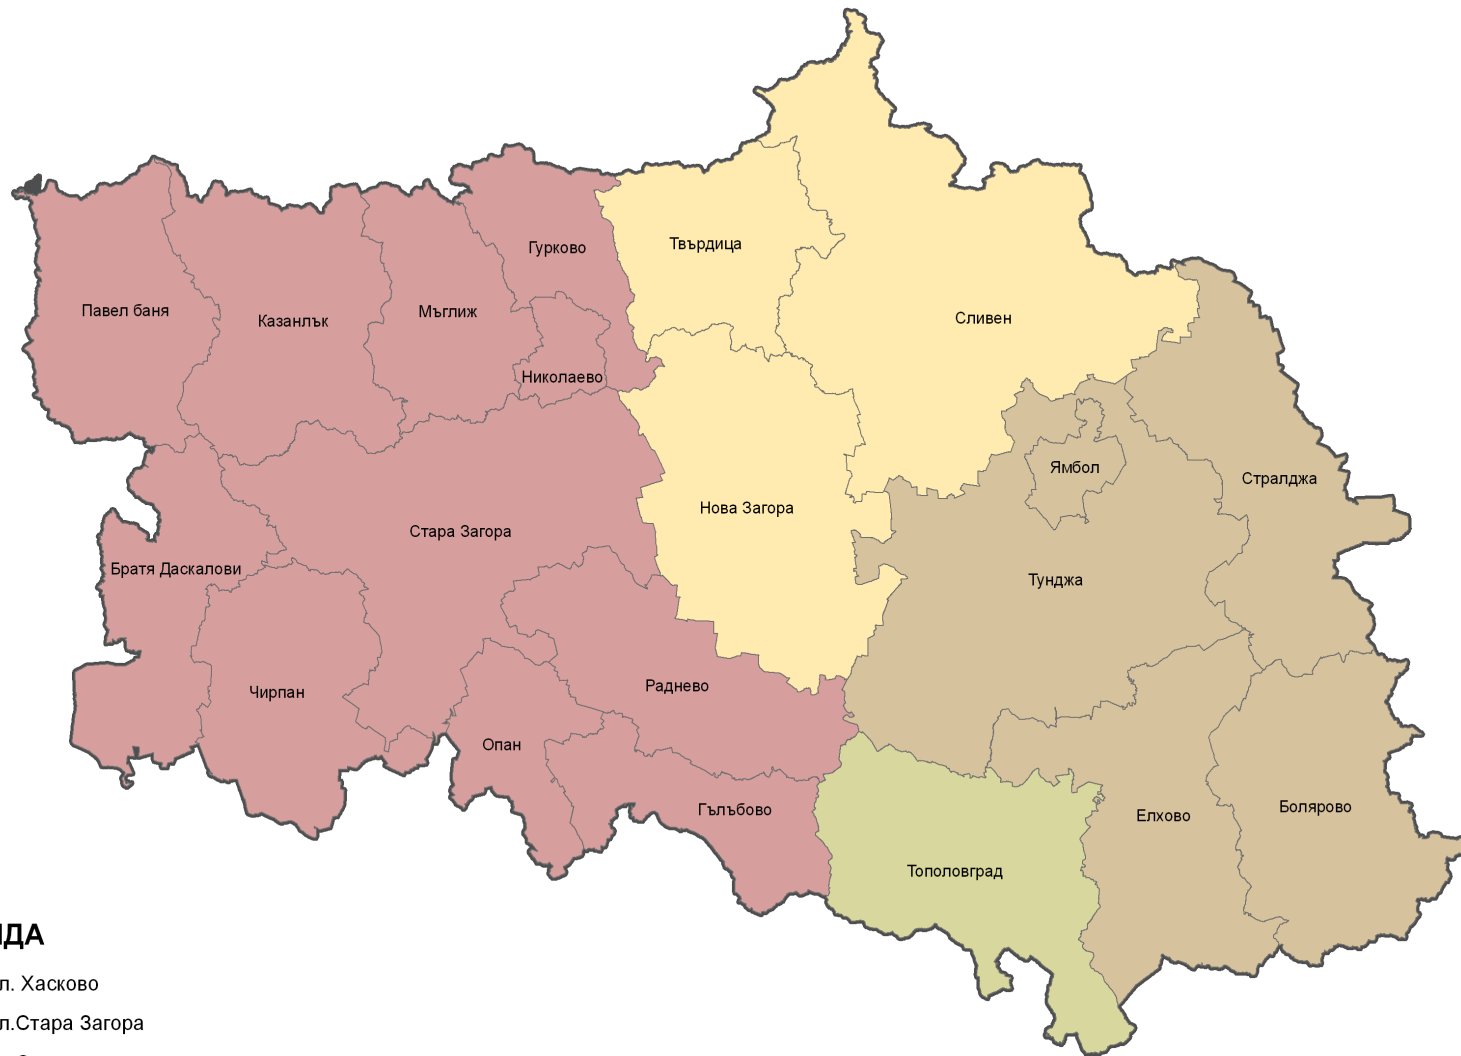 Гурково
Твърдица
Павел баня
Казанлък
Мъглиж
Сливен
Николаево
Ямбол
Стралджа
Нова Загора
Стара Загора
Братя Даскалови
Тунджа
Чирпан
Раднево
Опан
Гълъбово
Болярово
Елхово
Тополовград
НДА
л. Хасково
л.Стара Загора